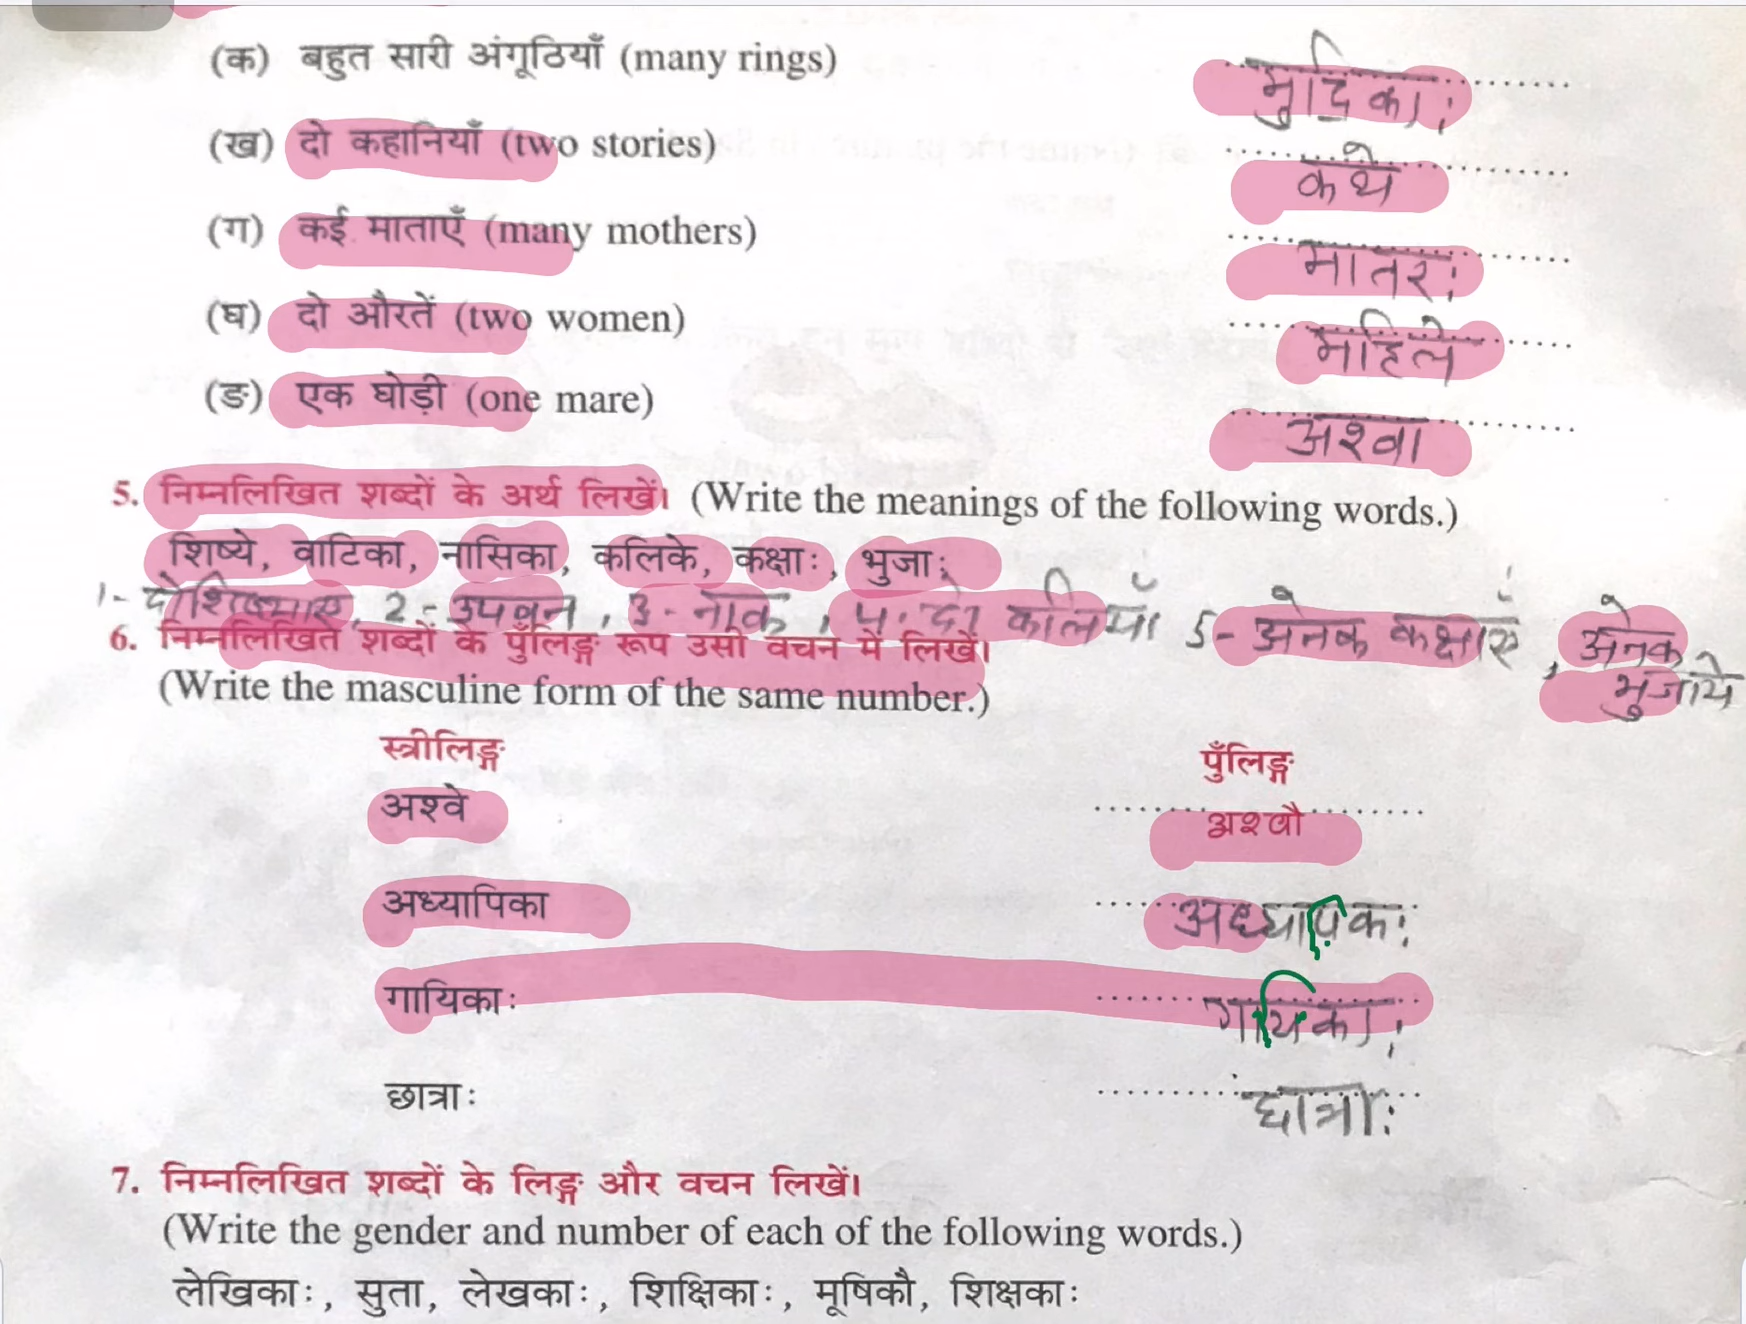 (क) बहुत सारी अंगूठियाँ (many rings) मुद्रिकाः
(ख) दो कहानियाँ (two stories) कथे
(ग) कई माताएँ (many mothers) मातरः
(घ) दो औरतें (two women) महिले
(ङ) एक घोड़ी (one mare) अश्वा
5. निम्नलिखित शब्दों के अर्थ लिखें। (Write the meanings of the following words.)
शिष्ये, वाटिका, नासिका, कलिके, कक्षाः, भुजाः
1- दो शिष्याएं, 2- उपवन, 3- नाक, 4. दो कलियाँ 5- अनेक कक्षाएं, अनेक
भुजाये
6. निम्नलिखित शब्दों के पुँलिङ्ग रूप उसी वचन में लिखें।
(Write the masculine form of the same number.)
स्त्रीलिङ्ग पुँलिङ्ग
अश्वे अश्वौ
अध्यापिका अध्यापकः
गायिकाः गायकाः
छात्राः छात्राः
7. निम्नलिखित शब्दों के लिङ्ग और वचन लिखें।
(Write the gender and number of each of the following words.)
लेखिकाः, सुता, लेखकाः, शिक्षिकाः, मूषिकौ, शिक्षकाः